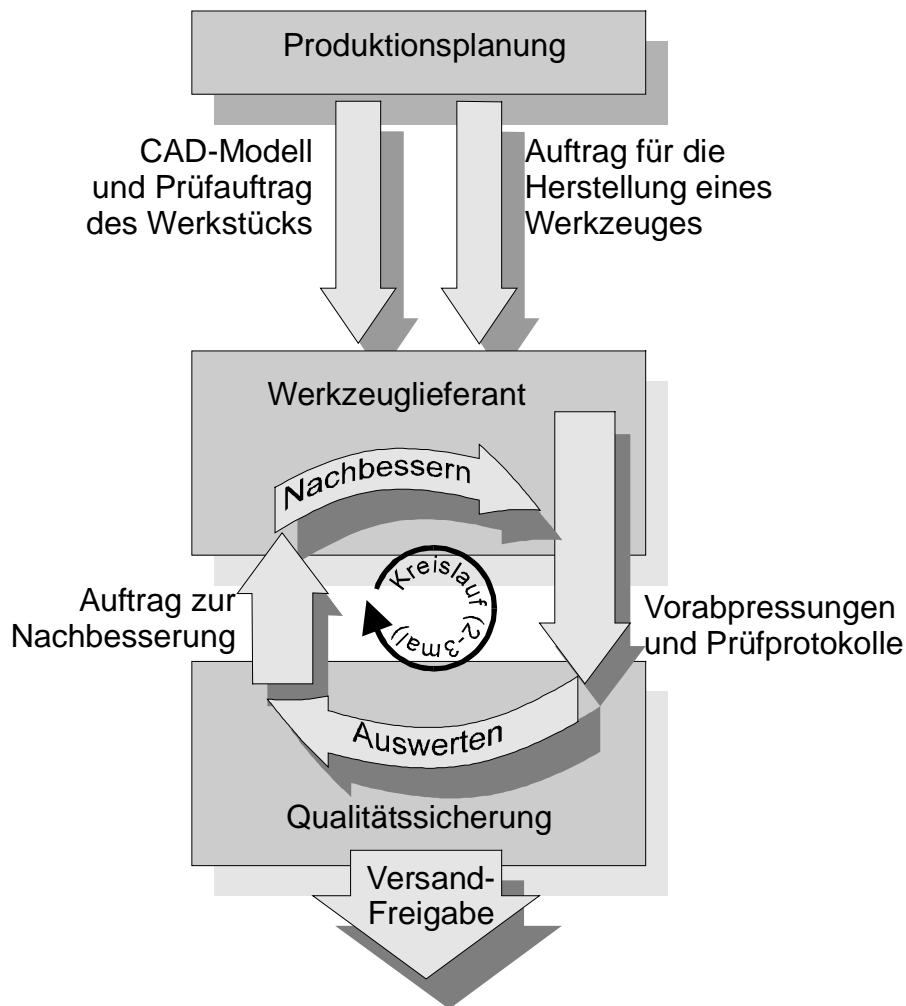 Produktionsplanung
CAD-Modell
und Prüfauftrag
des Werkstücks
Auftrag für die
Herstellung eines
Werkzeuges
Werkzeuglieferant
Nachbessern
Kreislauf (2-3mal)
Auftrag zur
Nachbesserung
Vorabpressungen
und Prüfprotokolle
Auswerten
Qualitätssicherung
Versand-
Freigabe